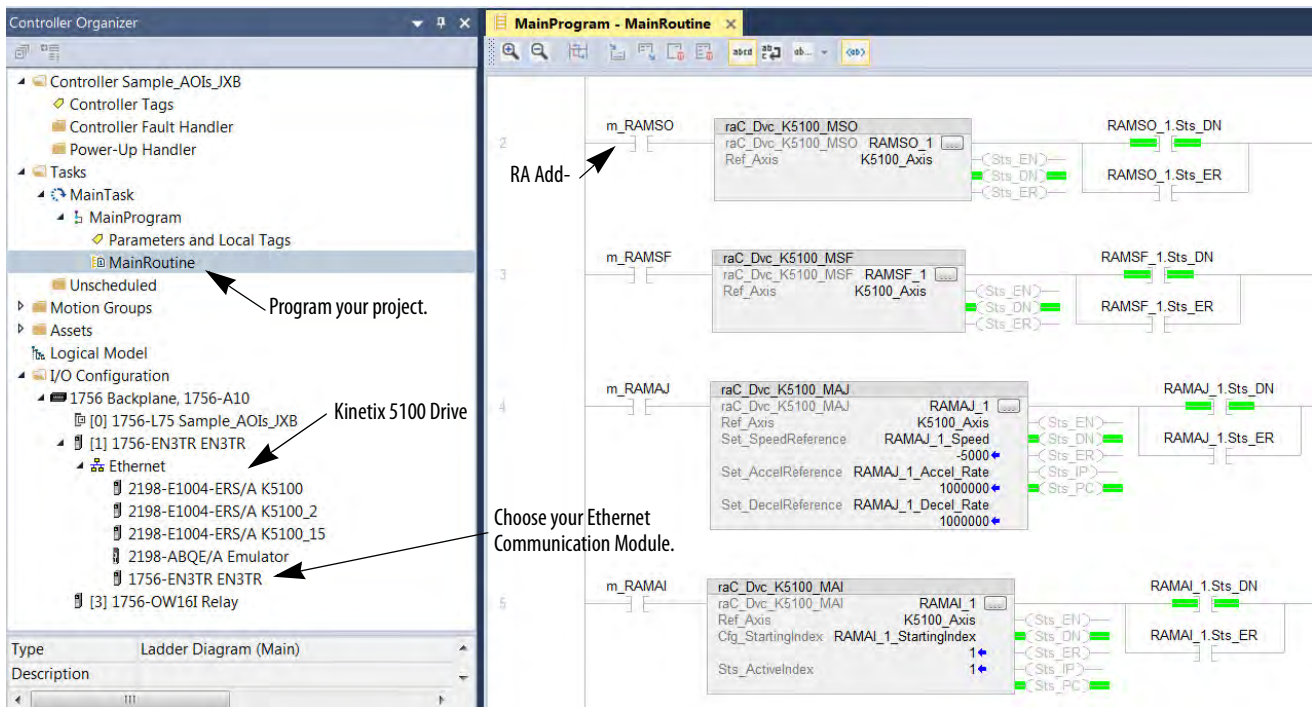 Controller Organizer
Controller Sample_AOIs_JXB
Controller Tags
Controller Fault Handler
Power-Up Handler
Tasks
MainTask
MainProgram
Parameters and Local Tags
MainRoutine
Unscheduled
Program your project.
Motion Groups
Assets
Logical Model
I/O Configuration
1756 Backplane, 1756-A10
[0] 1756-L75 Sample_AOIs_JXB
Kinetix 5100 Drive
[1] 1756-EN3TR EN3TR
Ethernet
2198-E1004-ERS/A K5100
2198-E1004-ERS/A K5100_2
2198-E1004-ERS/A K5100_15
2198-ABQE/A Emulator
1756-EN3TR EN3TR
Choose your Ethernet
Communication Module.
[3] 1756-OW16I Relay
Type Ladder Diagram (Main)
Description
MainProgram - MainRoutine
abcd ab ab...
<ab>
2
m_RAMSO
RA Add-
raC_Dvc_K5100_MSO
raC_Dvc_K5100_MSO RAMSO_1 ...
Ref_Axis K5100_Axis
(Sts_EN)
(Sts_DN)
(Sts_ER)
RAMSO_1.Sts_DN
RAMSO_1.Sts_ER
3
m_RAMSF
raC_Dvc_K5100_MSF
raC_Dvc_K5100_MSF RAMSF_1 ...
Ref_Axis K5100_Axis
(Sts_EN)
(Sts_DN)
(Sts_ER)
RAMSF_1.Sts_DN
RAMSF_1.Sts_ER
4
m_RAMAJ
raC_Dvc_K5100_MAJ
raC_Dvc_K5100_MAJ RAMAJ_1 ...
Ref_Axis K5100_Axis
Set_SpeedReference RAMAJ_1_Speed
-5000
Set_AccelReference RAMAJ_1_Accel_Rate
1000000
Set_DecelReference RAMAJ_1_Decel_Rate
1000000
(Sts_EN)
(Sts_DN)
(Sts_ER)
(Sts_IP)
(Sts_PC)
RAMAJ_1.Sts_DN
RAMAJ_1.Sts_ER
5
m_RAMAI
raC_Dvc_K5100_MAI
raC_Dvc_K5100_MAI RAMAI_1 ...
Ref_Axis K5100_Axis
Cfg_StartingIndex RAMAI_1_StartingIndex
1
Sts_ActiveIndex 1
(Sts_EN)
(Sts_DN)
(Sts_ER)
(Sts_IP)
(Sts_PC)
RAMAI_1.Sts_DN
RAMAI_1.Sts_ER